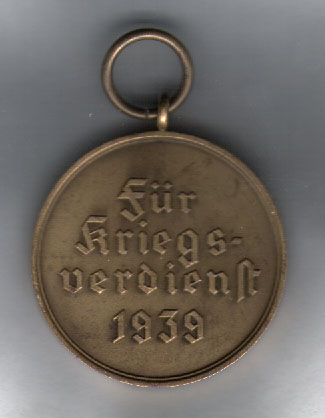 Für
Kriegs-
verdienst
1939